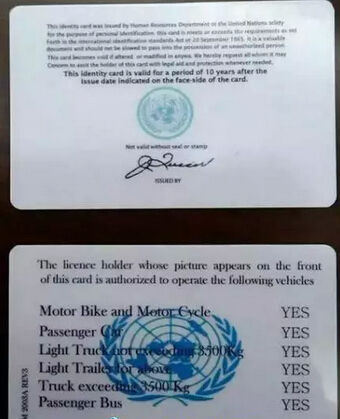 This identity card was issued by Human Resources Department to the United Nations solely
for the purpose of personal identification, this card is meets or exceeds the requirements as set
Forth in the international identification standards Act of 20 September 1965. It is a valuable
document and should not be slowed to pass into the possession of an unauthorized person.
This card becomes void if altered or modified in anyway. We hereby request all whom it may
Concern to assist the holder of this card with legal aid and protection whenever needed.
This identity card is valid for a period of 10 years after the
issue date indicated on the face-side of the card.
Not valid without seal or stamp
ISSUED BY
The licence holder whose picture appears on the front
of this card is authorized to operate the following vehicles
Motor Bike and Motor Cycle YES
Passenger Car YES
Light Truck not exceeding 3500Kg YES
Light Trailer for above YES
Truck exceeding 3500 Kg YES
Passenger Bus YES
M 2003A REV3